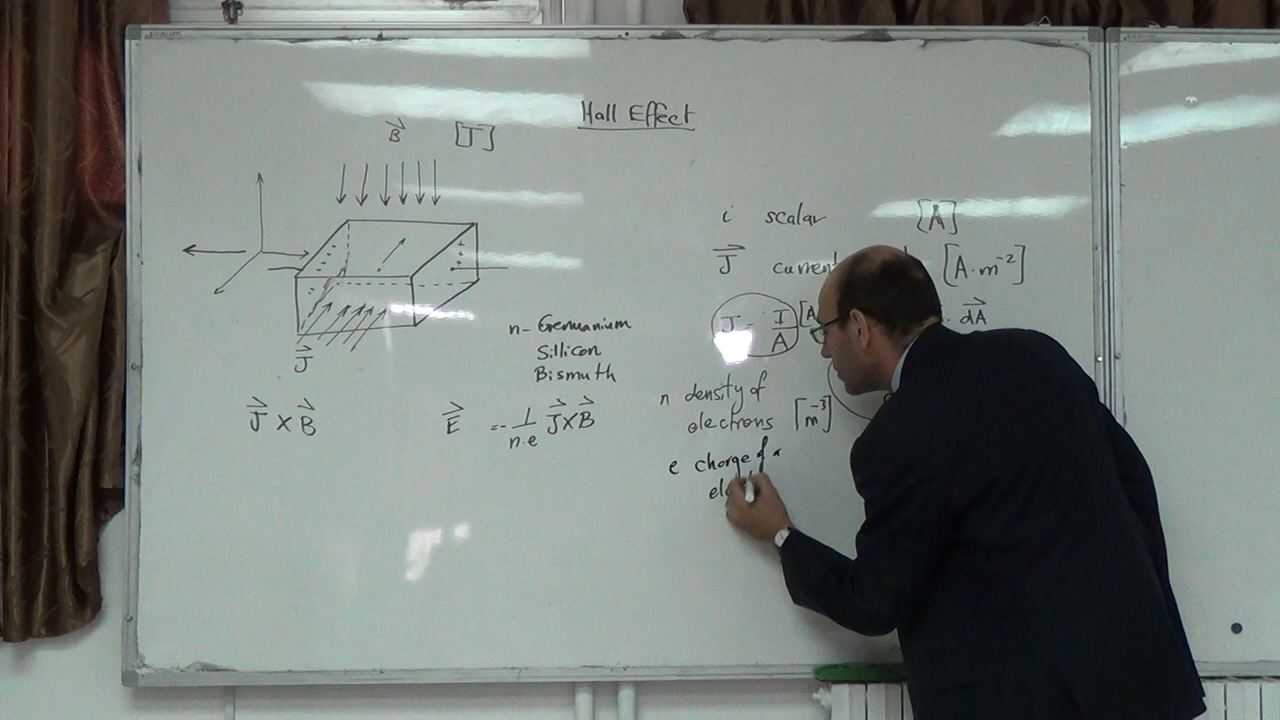 Hall Effect
B⃗ [T]
i scalar [A]
J⃗ current [A·m⁻²]
J = I/A [A
· dA⃗
J⃗
n- Germanium
Sillicon
Bismuth
n density of
electrons [m⁻³]
J⃗ × B⃗
E⃗ = - 1/n.e J⃗ × B⃗
e charge of a